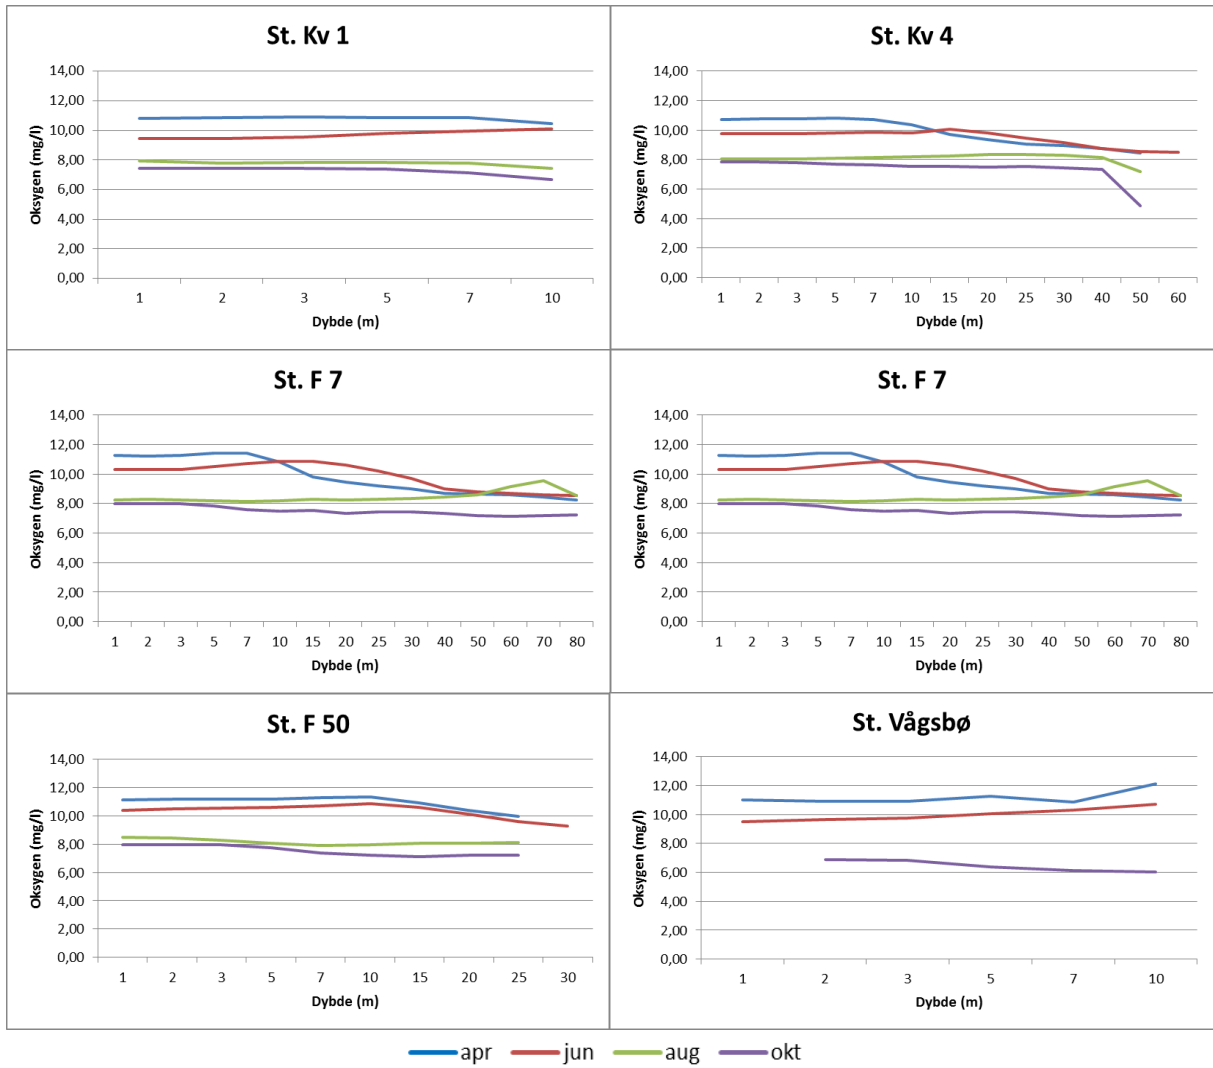 St. Kv 1
Oksygen (mg/l)
14,00
12,00
10,00
8,00
6,00
4,00
2,00
0,00
1 2 3 5 7 10
Dybde (m)
St. Kv 4
Oksygen (mg/l)
14,00
12,00
10,00
8,00
6,00
4,00
2,00
0,00
1 2 3 5 7 10 15 20 25 30 40 50 60
Dybde (m)
St. F 7
Oksygen (mg/l)
14,00
12,00
10,00
8,00
6,00
4,00
2,00
0,00
1 2 3 5 7 10 15 20 25 30 40 50 60 70 80
Dybde (m)
St. F 7
Oksygen (mg/l)
14,00
12,00
10,00
8,00
6,00
4,00
2,00
0,00
1 2 3 5 7 10 15 20 25 30 40 50 60 70 80
Dybde (m)
St. F 50
Oksygen (mg/l)
14,00
12,00
10,00
8,00
6,00
4,00
2,00
0,00
1 2 3 5 7 10 15 20 25 30
Dybde (m)
St. Vågsbø
Oksygen (mg/l)
14,00
12,00
10,00
8,00
6,00
4,00
2,00
0,00
1 2 3 5 7 10
Dybde (m)
apr jun aug okt